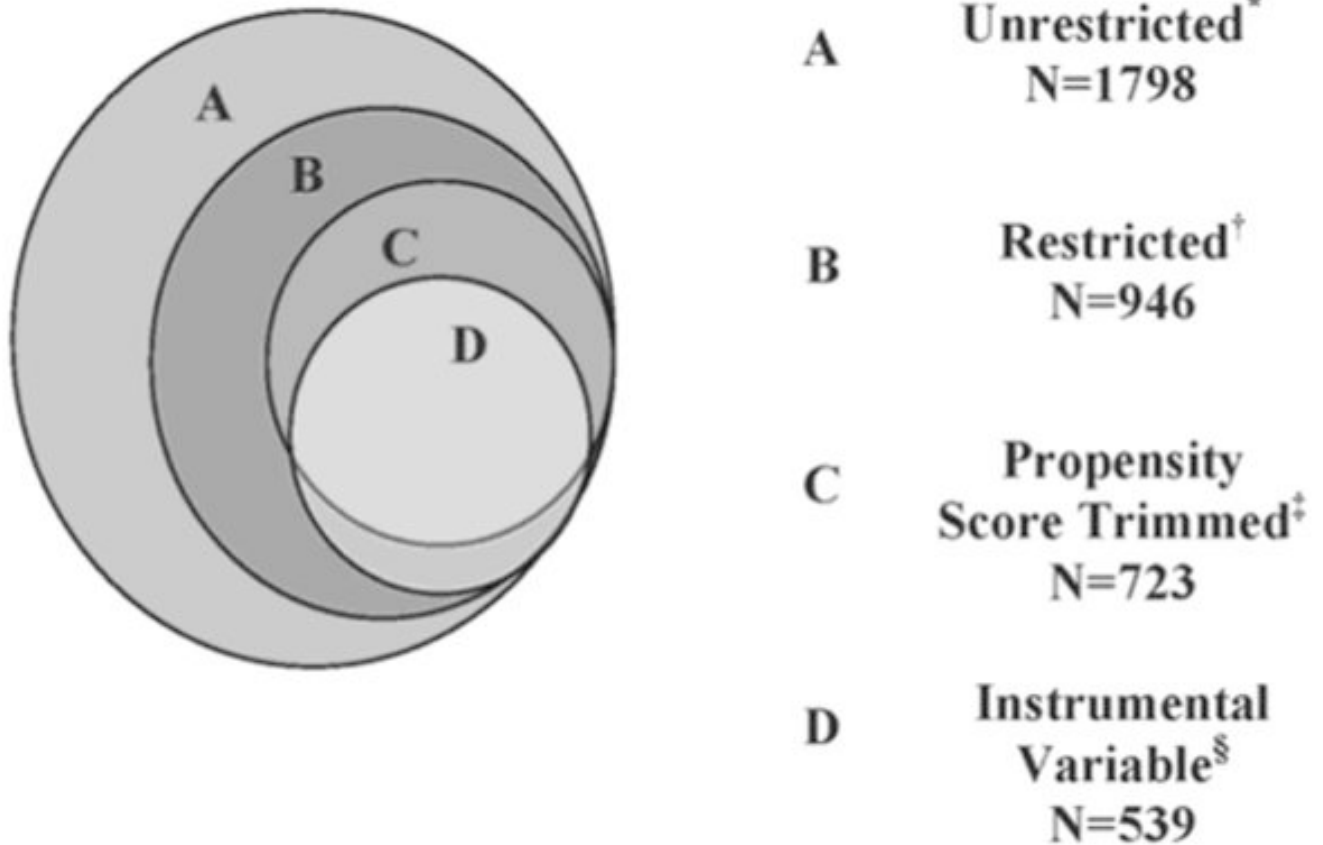 A
B
C
D
A
Unrestricted*
N=1798
B
Restricted†
N=946
C
Propensity
Score Trimmed‡
N=723
D
Instrumental
Variable§
N=539